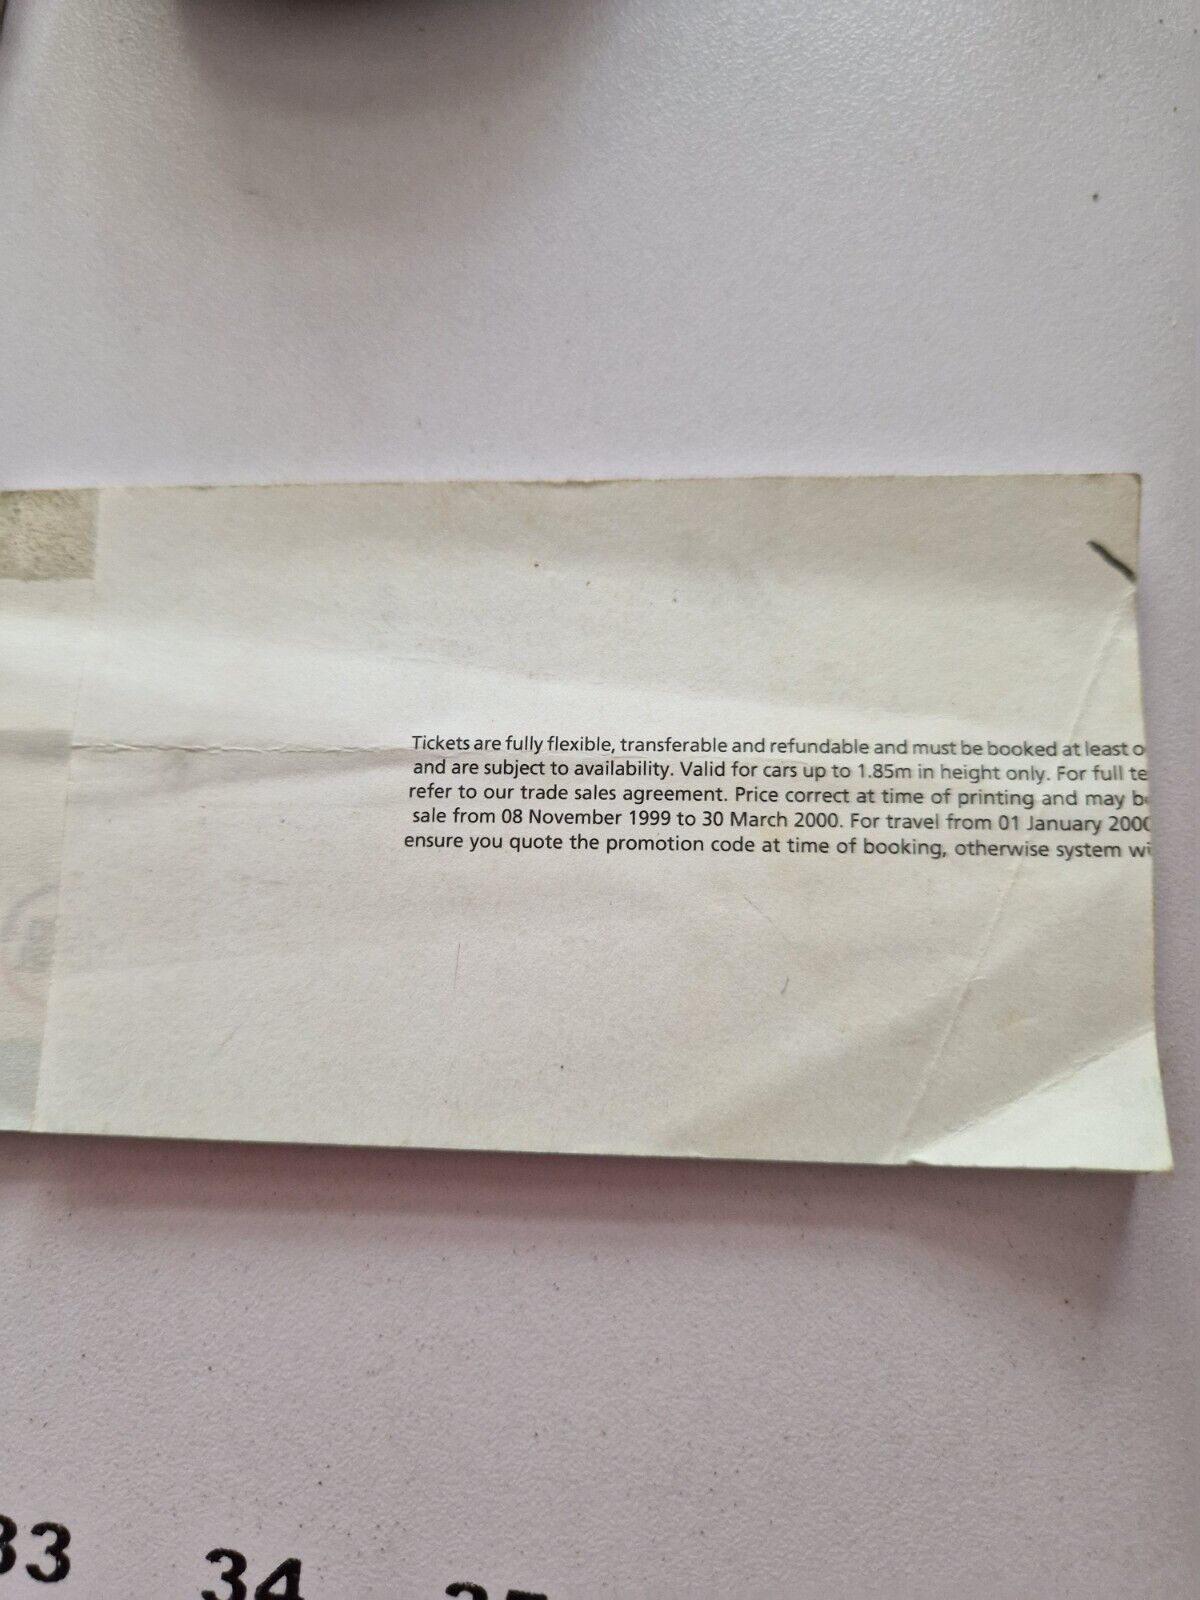 Tickets are fully flexible, transferable and refundable and must be booked at least
and are subject to availability. Valid for cars up to 1.85m in height only. For full
refer to our trade sales agreement. Price correct at time of printing and may
sale from 08 November 1999 to 30 March 2000. For travel from 01 January 2000
ensure you quote the promotion code at time of booking, otherwise system
33 34 35